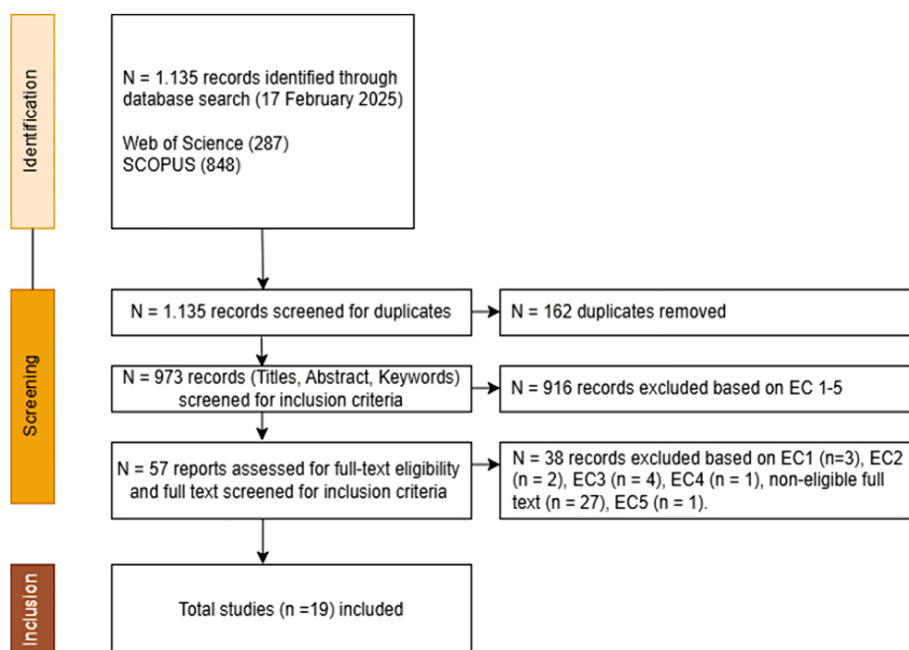 Identification
N = 1.135 records identified through
database search (17 February 2025)
Web of Science (287)
SCOPUS (848)
Screening
N = 1.135 records screened for duplicates
N = 162 duplicates removed
N = 973 records (Titles, Abstract, Keywords)
screened for inclusion criteria
N = 916 records excluded based on EC 1-5
N = 57 reports assessed for full-text eligibility
and full text screened for inclusion criteria
N = 38 records excluded based on EC1 (n=3), EC2
(n = 2), EC3 (n = 4), EC4 (n = 1), non-eligible full
text (n = 27), EC5 (n = 1).
Inclusion
Total studies (n =19) included